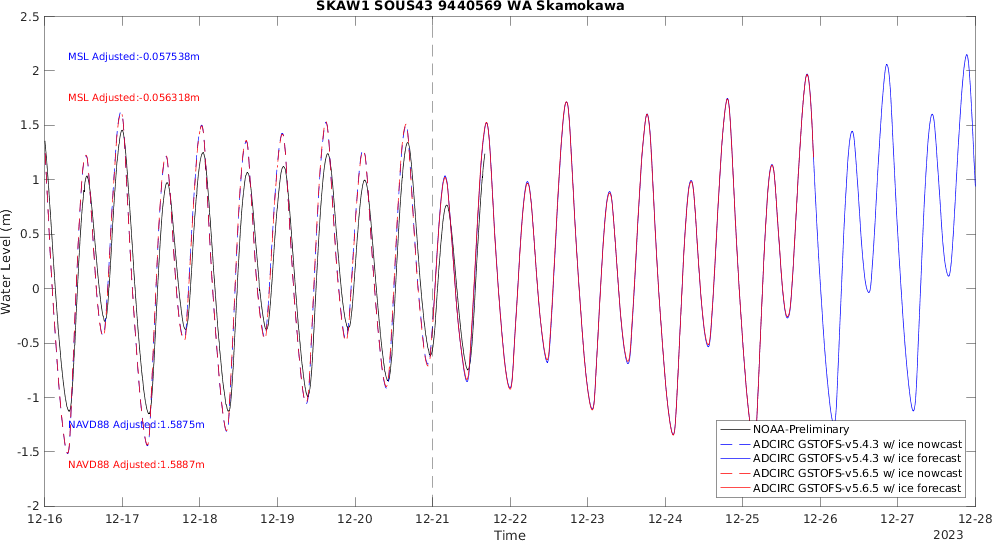 SKAW1 SOUS43 9440569 WA Skamokawa
2.5
2
1.5
1
0.5
0
-0.5
-1
-1.5
-2
Water Level (m)
MSL Adjusted:-0.057538m
MSL Adjusted:-0.056318m
NAVD88 Adjusted:1.5875m
NAVD88 Adjusted:1.5887m
NOAA-Preliminary
ADCIRC GSTOFS-v5.4.3 w/ ice nowcast
ADCIRC GSTOFS-v5.4.3 w/ ice forecast
ADCIRC GSTOFS-v5.6.5 w/ ice nowcast
ADCIRC GSTOFS-v5.6.5 w/ ice forecast
12-16 12-17 12-18 12-19 12-20 12-21 12-22 12-23 12-24 12-25 12-26 12-27 12-28
Time
2023